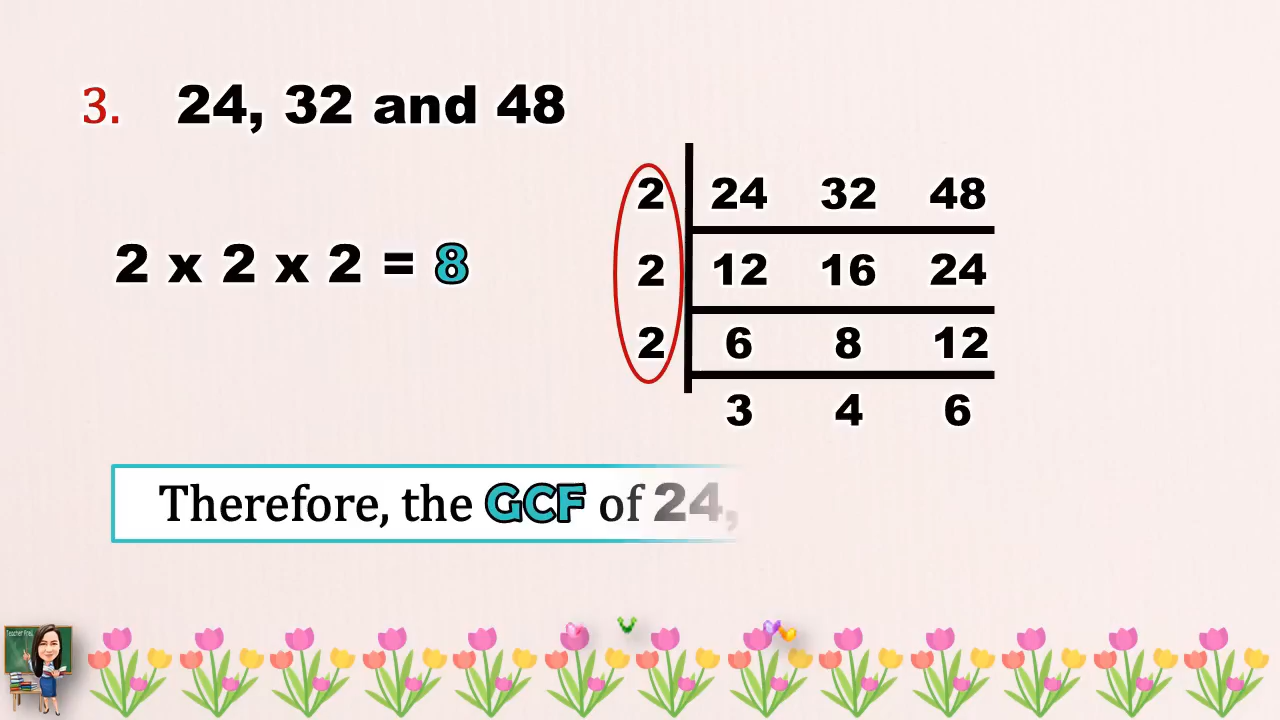 3. 24, 32 and 48
2 24 32 48
2 x 2 x 2 = 8
2 12 16 24
2 6 8 12
3 4 6
Therefore, the GCF of 24,